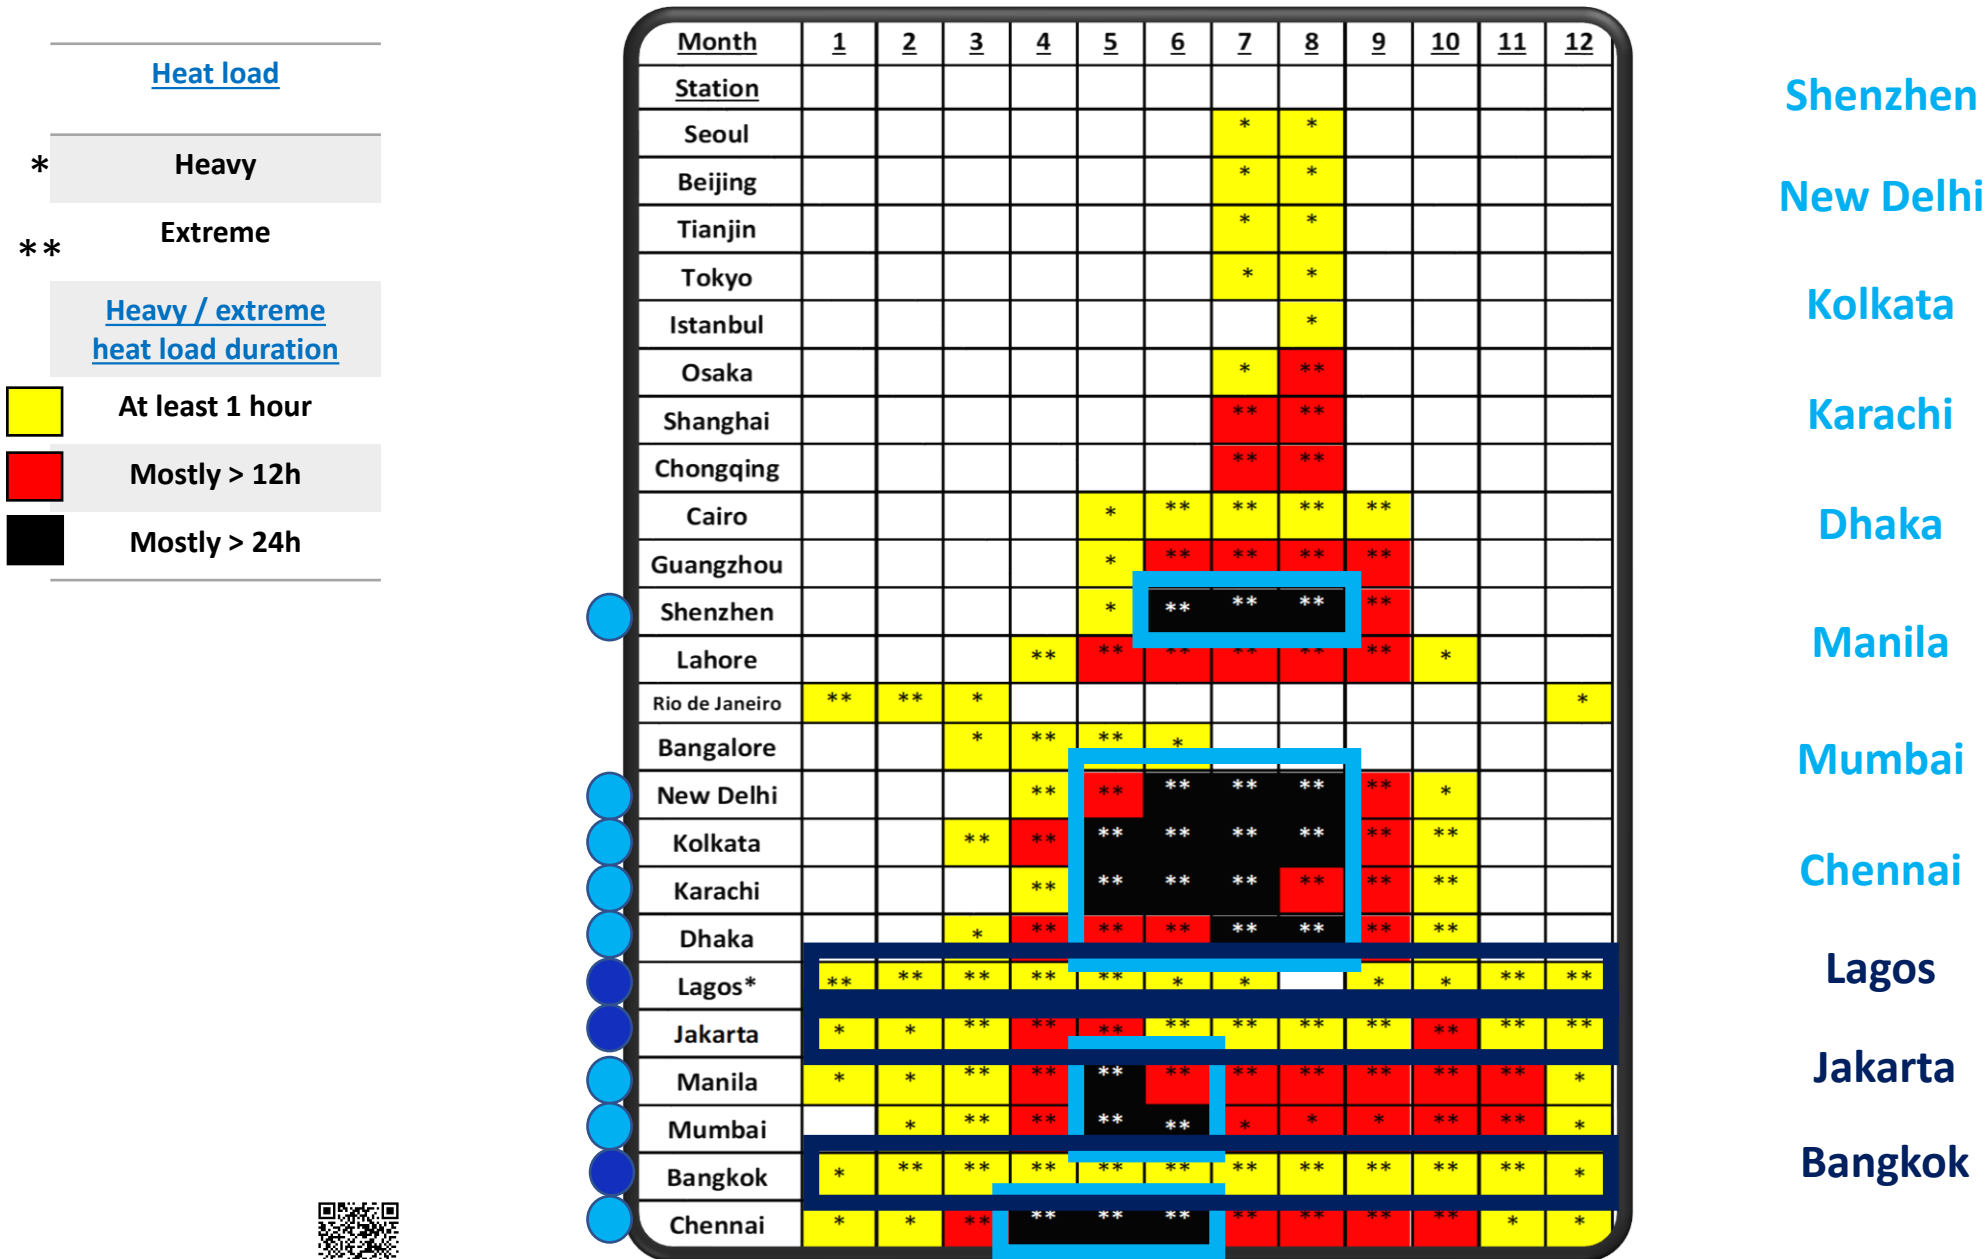 Heat load
* Heavy
** Extreme
Heavy / extreme
heat load duration
At least 1 hour
Mostly > 12h
Mostly > 24h
Month 1 2 3 4 5 6 7 8 9 10 11 12
Station
Seoul * *
Beijing * *
Tianjin * *
Tokyo * *
Istanbul *
Osaka * **
Shanghai ** **
Chongqing ** **
Cairo * ** ** ** **
Guangzhou * ** ** ** **
Shenzhen * ** ** ** **
Lahore ** ** ** ** ** ** *
Rio de Janeiro ** ** * *
Bangalore * ** ** *
New Delhi ** ** ** ** ** ** *
Kolkata ** ** ** ** ** ** ** **
Karachi ** ** ** ** ** ** **
Dhaka * ** ** ** ** ** ** **
Lagos* ** ** ** ** ** * * * * ** **
Jakarta * * ** ** ** ** ** ** ** ** ** **
Manila * * ** ** ** ** ** ** ** ** ** *
Mumbai * ** ** ** ** * * * ** ** *
Bangkok * ** ** ** ** ** ** ** ** ** ** *
Chennai * * ** ** ** ** ** ** ** ** * *
Shenzhen
New Delhi
Kolkata
Karachi
Dhaka
Manila
Mumbai
Chennai
Lagos
Jakarta
Bangkok